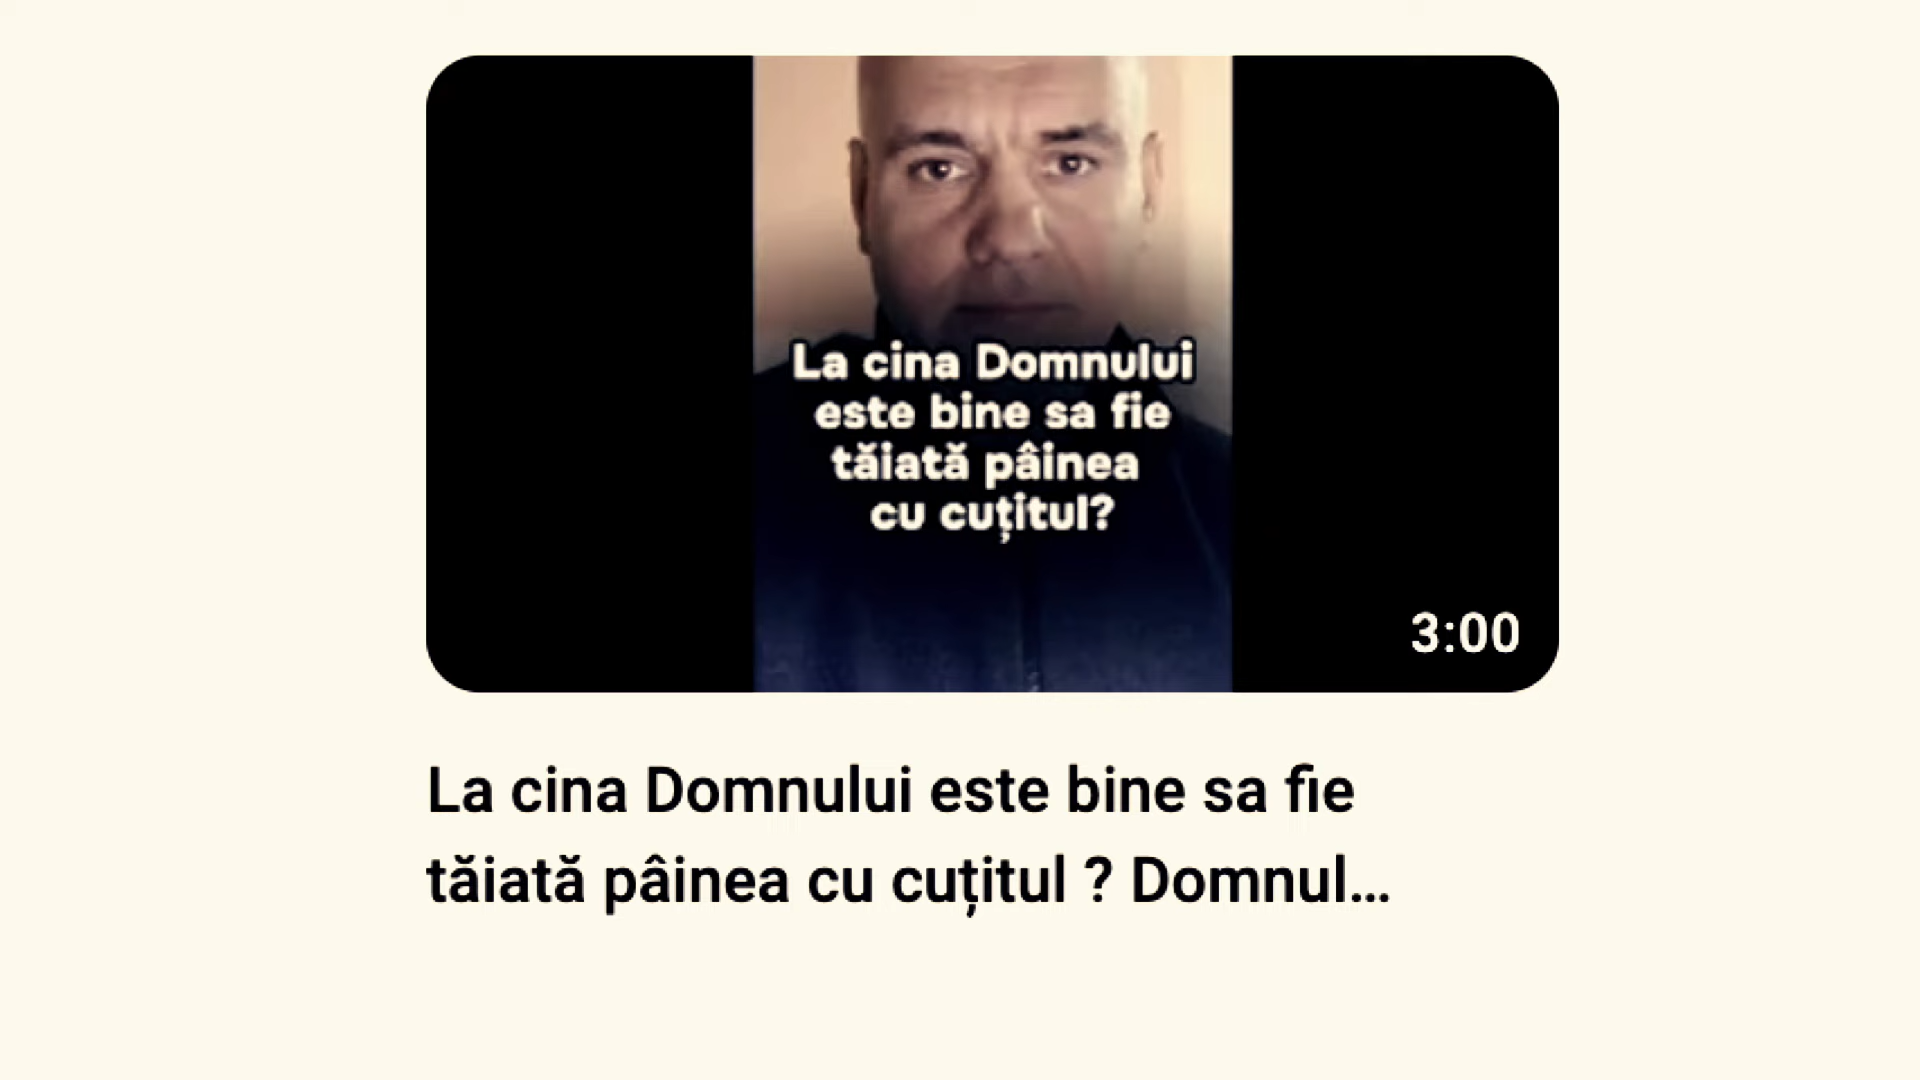 La cina Domnului
este bine sa fie
tăiată pâinea
cu cuțitul?
3:00
La cina Domnului este bine sa fie
tăiată pâinea cu cuțitul ? Domnul...